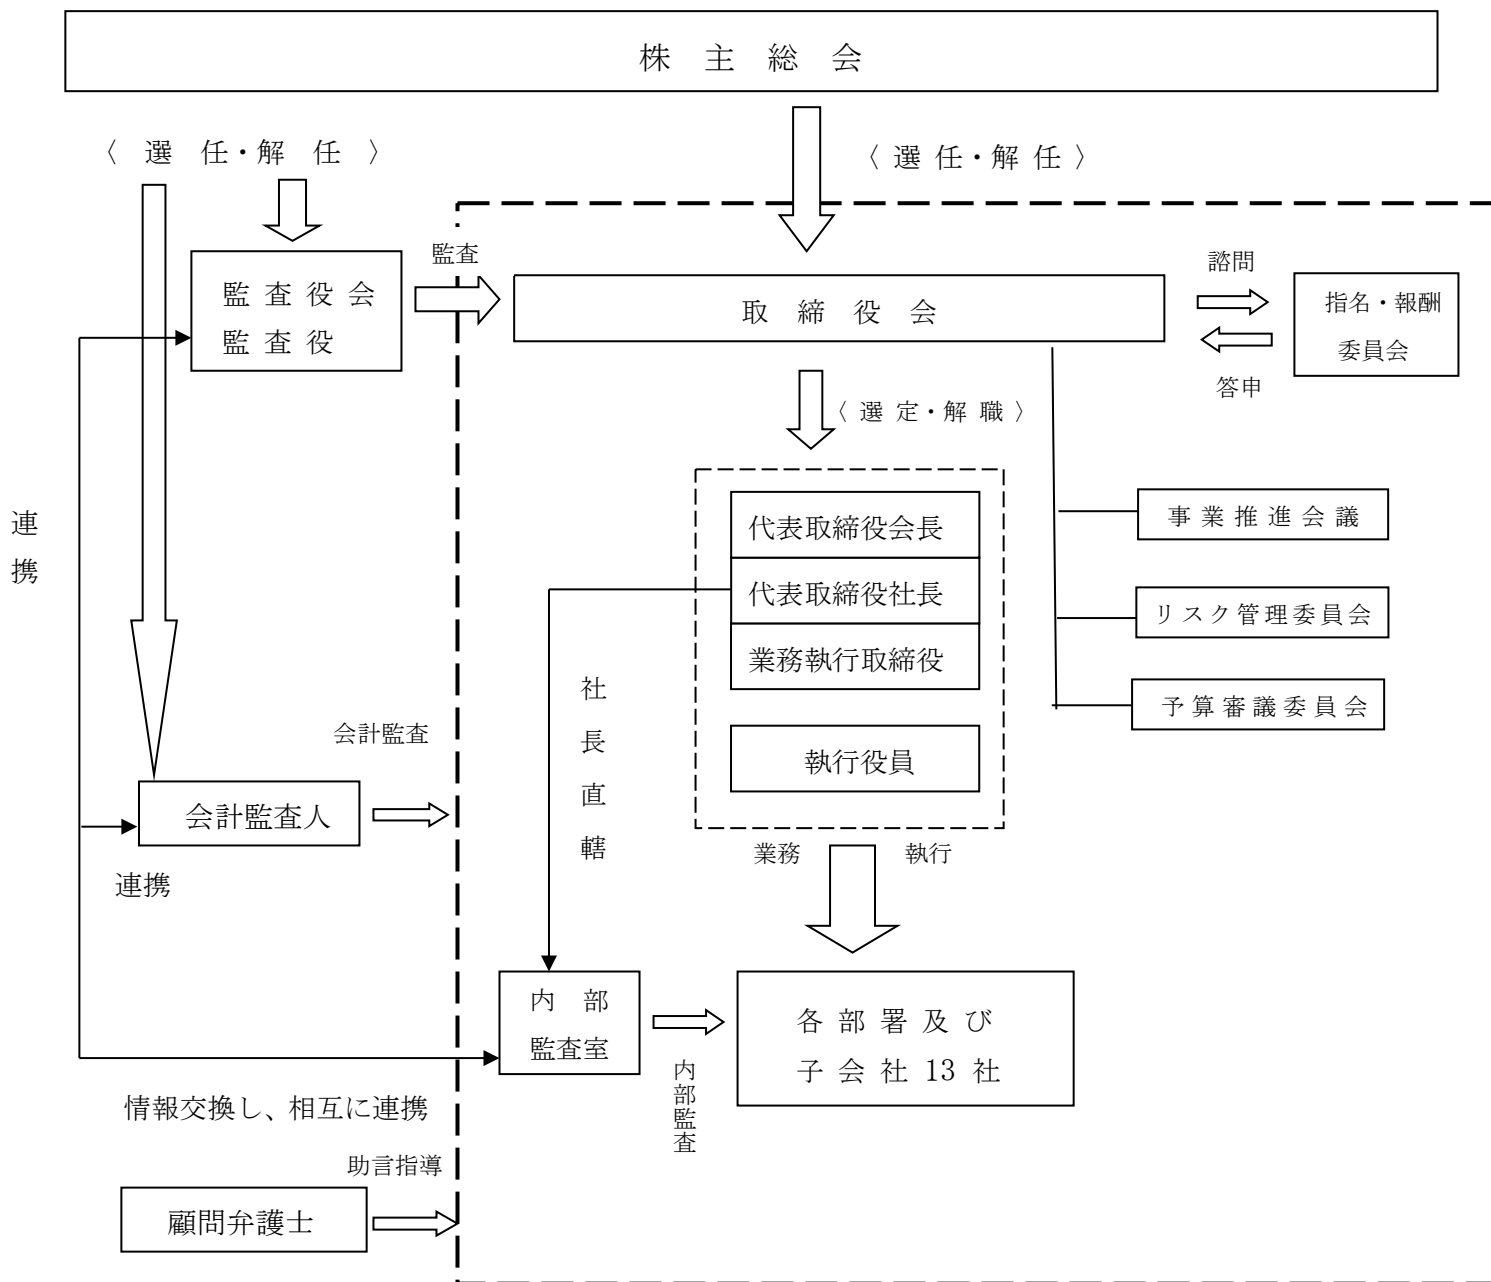 株 主 総 会
〈 選 任・解 任 〉
〈 選 任・解 任 〉
監査
諮問
監 査 役 会
監 査 役
取 締 役 会
指名・報酬
委員会
答申
〈 選 定・解 職 〉
連
携
代表取締役会長
代表取締役社長
業務執行取締役
執行役員
事 業 推 進 会 議
リスク管理委員会
予算審議委員会
社
長
直
轄
会計監査
会計監査人
連携
業務 執行
内 部
監査室
各 部 署 及 び
子 会 社 13 社
内部監査
情報交換し、相互に連携
助言指導
顧問弁護士